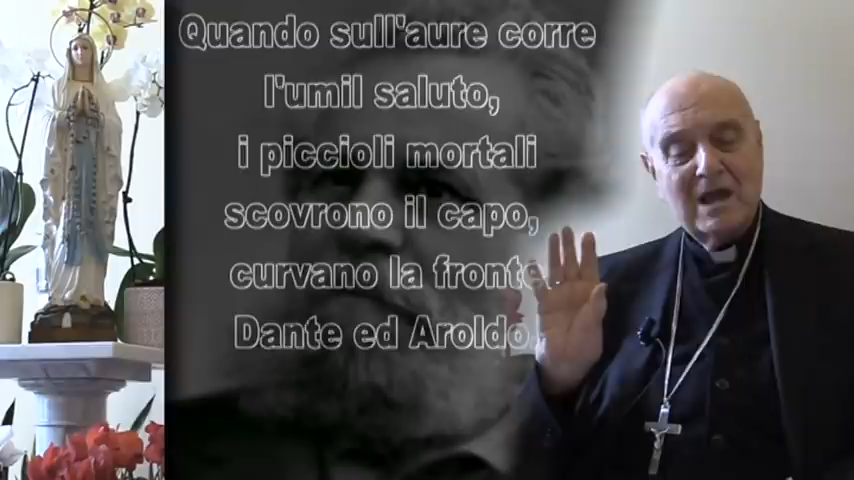 Quando sull'aure corre
l'umil saluto,
i piccioli mortali
scovrono il capo,
curvano la fronte
Dante ed Aroldo